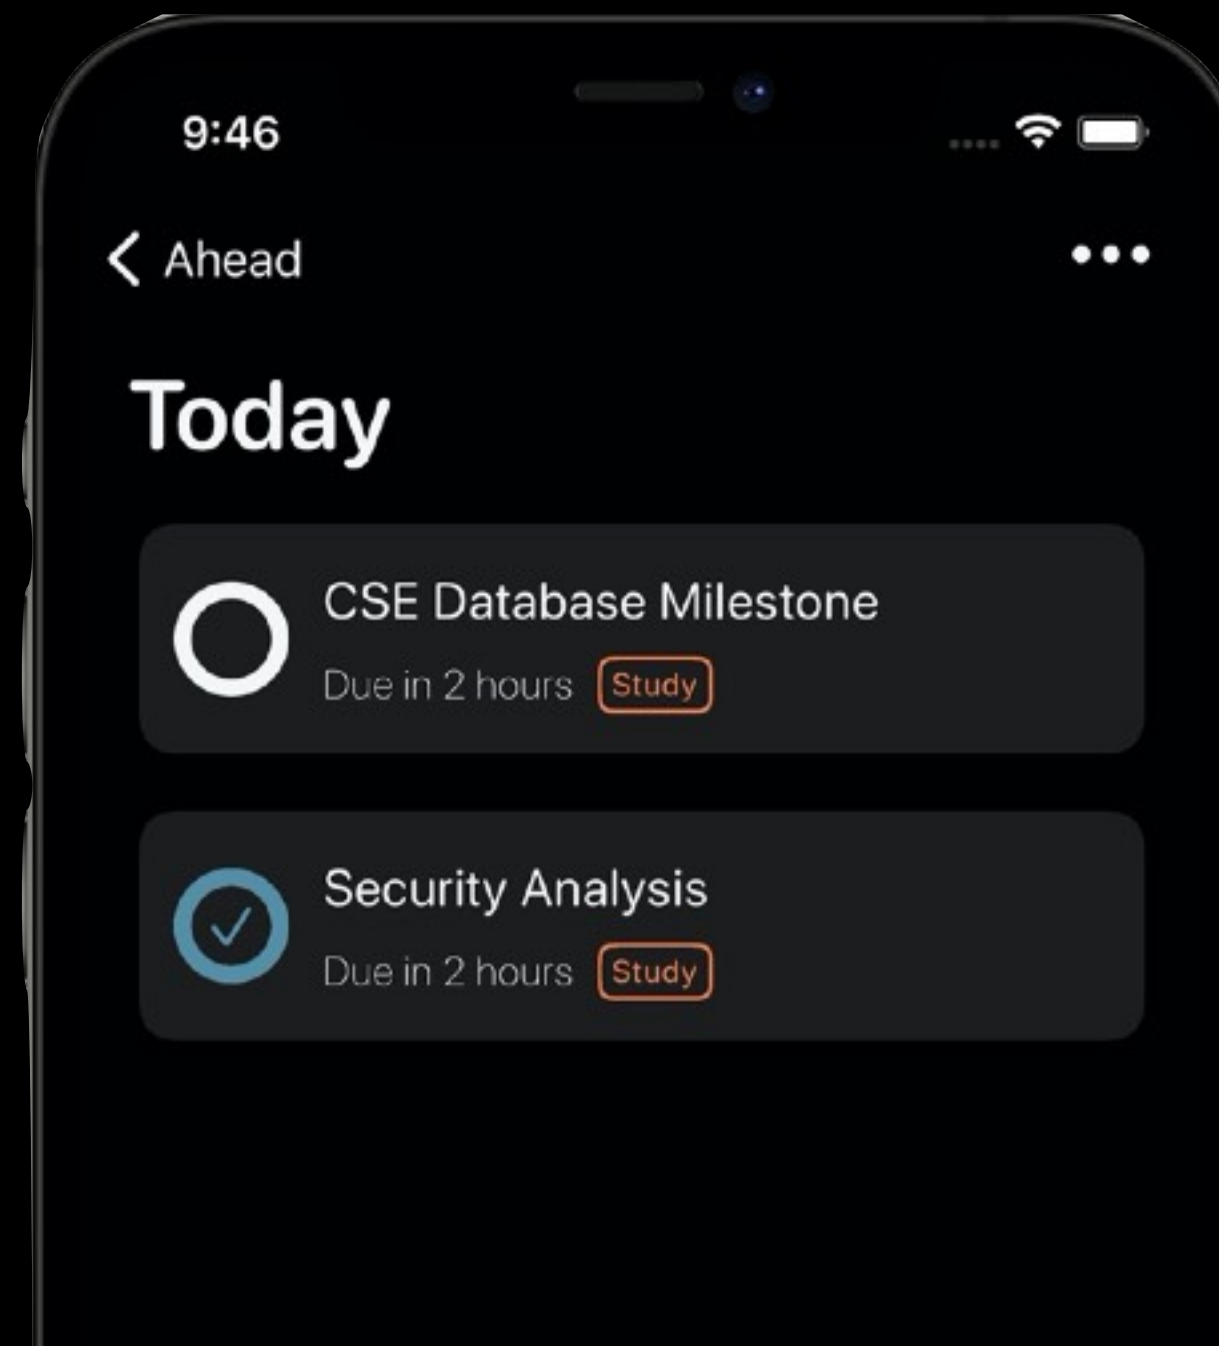 9:46
Ahead
Today
CSE Database Milestone
Due in 2 hours Study
Security Analysis
Due in 2 hours Study